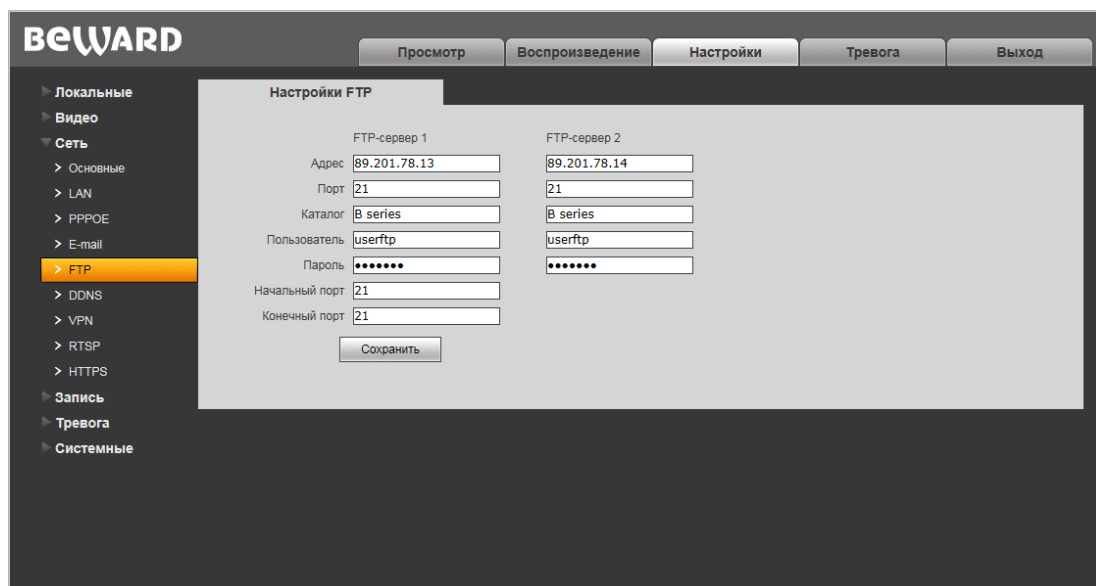 BEWARD
Просмотр Воспроизведение Настройки Тревога Выход
Локальные
Видео
Сеть
Основные
LAN
PPPOE
E-mail
FTP
DDNS
VPN
RTSP
HTTPS
Запись
Тревога
Системные
Настройки FTP
FTP-сервер 1 FTP-сервер 2
Адрес 89.201.78.13 89.201.78.14
Порт 21 21
Каталог B series B series
Пользователь userftp userftp
Пароль ••••••• •••••••
Начальный порт 21
Конечный порт 21
Сохранить